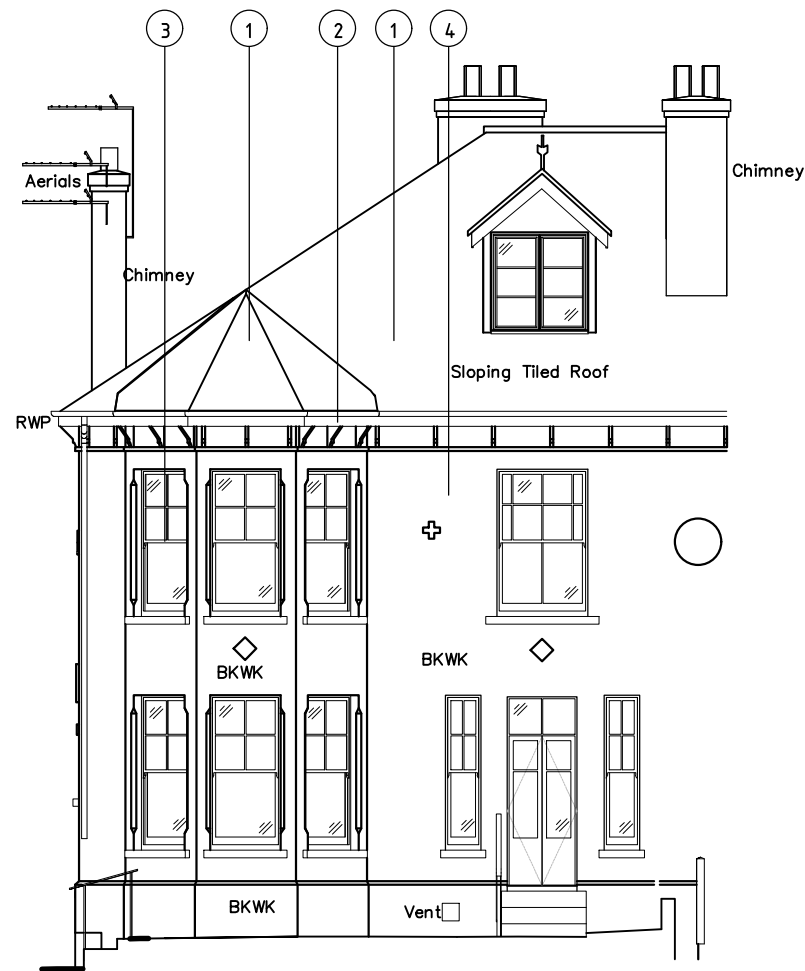 3
1
2
1
4
Aerials
Chimney
Chimney
Sloping Tiled Roof
RWP
BKWK
BKWK
BKWK
Vent